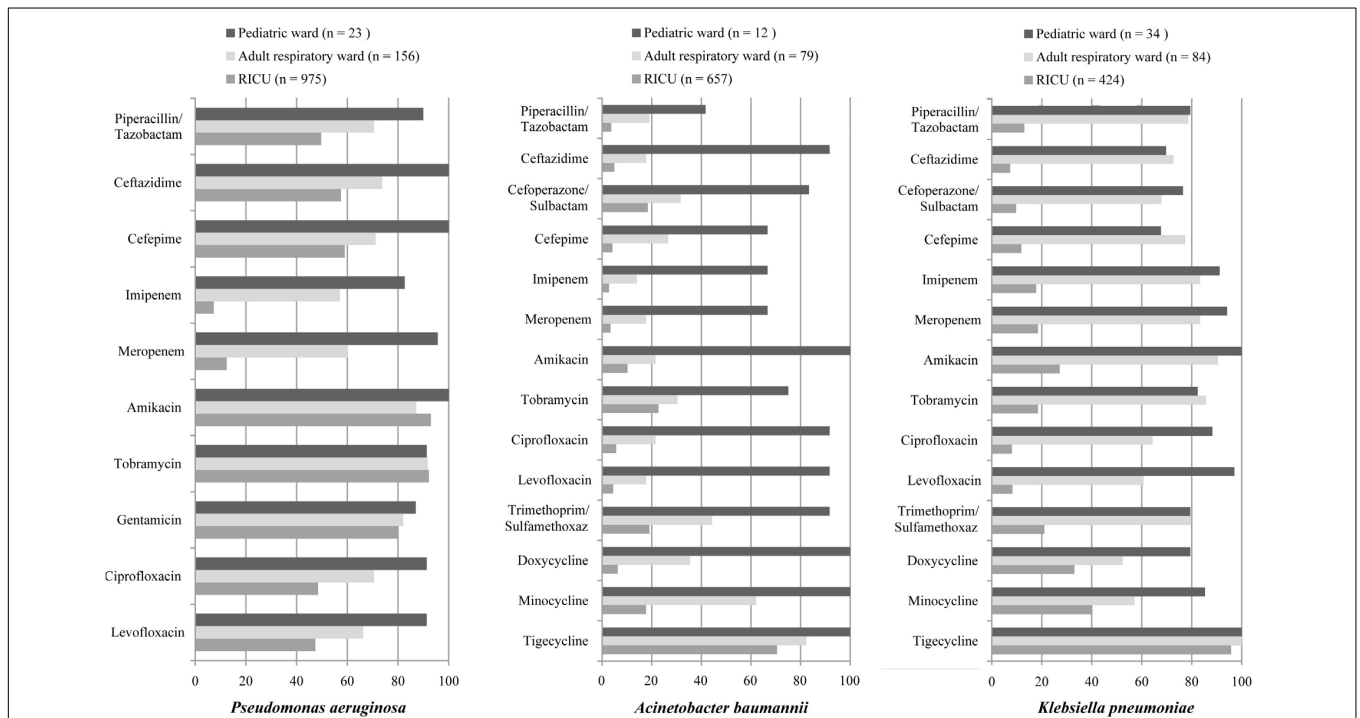 Pediatric ward (n = 23 )
Adult respiratory ward (n = 156)
RICU (n = 975)
Piperacillin/
Tazobactam
Ceftazidime
Cefepime
Imipenem
Meropenem
Amikacin
Tobramycin
Gentamicin
Ciprofloxacin
Levofloxacin
0 20 40 60 80 100
Pseudomonas aeruginosa
Pediatric ward (n = 12 )
Adult respiratory ward (n = 79)
RICU (n = 657)
Piperacillin/
Tazobactam
Ceftazidime
Cefoperazone/
Sulbactam
Cefepime
Imipenem
Meropenem
Amikacin
Tobramycin
Ciprofloxacin
Levofloxacin
Trimethoprim/
Sulfamethoxaz
Doxycycline
Minocycline
Tigecycline
0 20 40 60 80 100
Acinetobacter baumannii
Pediatric ward (n = 34 )
Adult respiratory ward (n = 84)
RICU (n = 424)
Piperacillin/
Tazobactam
Ceftazidime
Cefoperazone/
Sulbactam
Cefepime
Imipenem
Meropenem
Amikacin
Tobramycin
Ciprofloxacin
Levofloxacin
Trimethoprim/
Sulfamethoxaz
Doxycycline
Minocycline
Tigecycline
0 20 40 60 80 100
Klebsiella pneumoniae